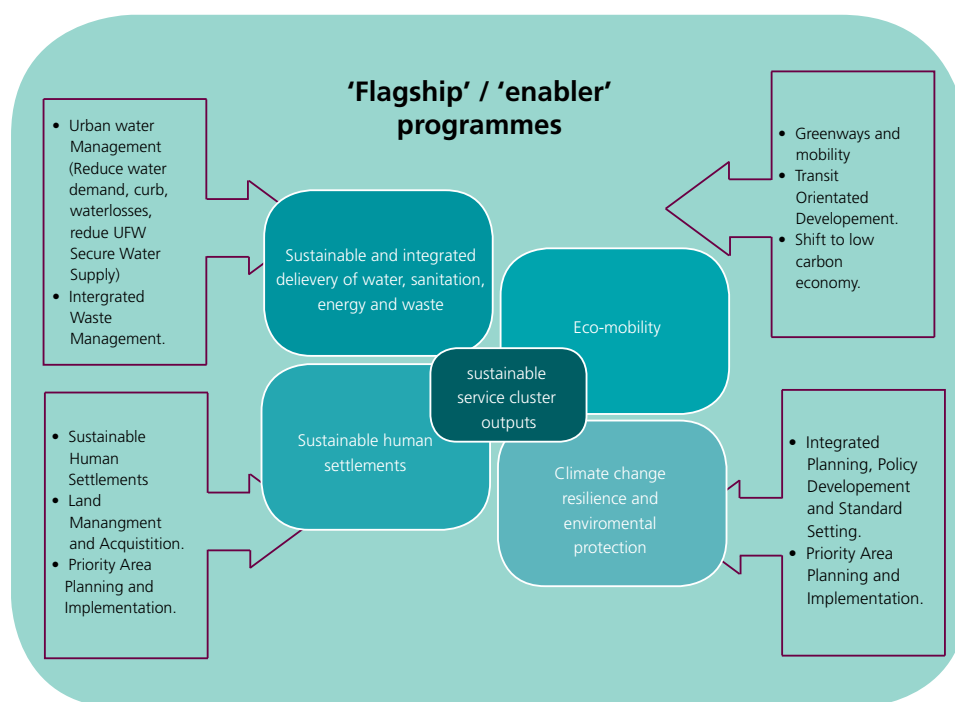 ‘Flagship’ / ‘enabler’
programmes
• Urban water
Management
(Reduce water
demand, curb,
waterlosses,
redue UFW
Secure Water
Supply)
• Intergrated
Waste
Management.
• Greenways and
mobility
• Transit
Orientated
Developement.
• Shift to low
carbon
economy.
Sustainable and integrated
delievery of water, sanitation,
energy and waste
Eco-mobility
sustainable
service cluster
outputs
Sustainable human
settlements
Climate change
resilience and
enviromental
protection
• Sustainable
Human
Settlements
• Land
Manangment
and Acquistition.
• Priority Area
Planning and
Implementation.
• Integrated
Planning, Policy
Developement
and Standard
Setting.
• Priority Area
Planning and
Implementation.